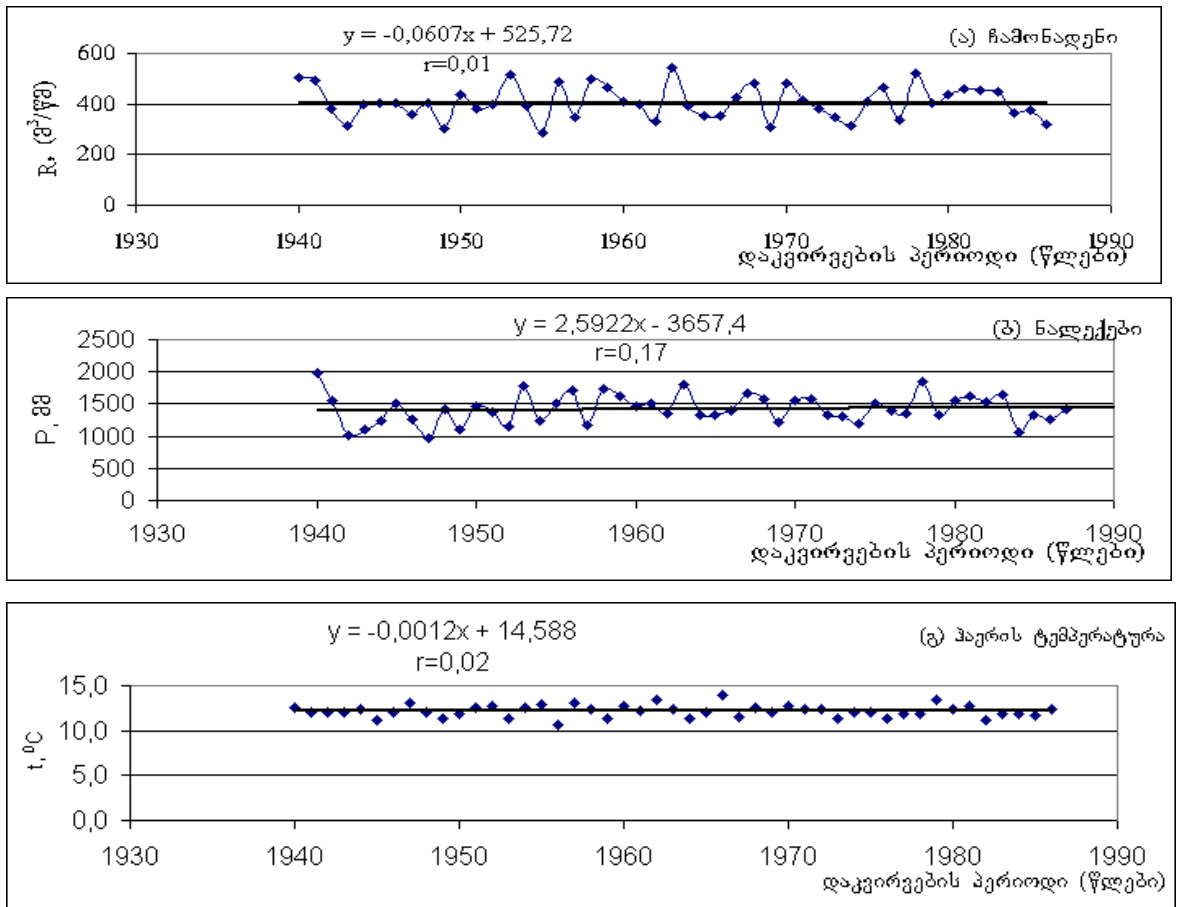 y = -0,0607x + 525,72
(ა) ჩამონადენი
r=0,01
R, (მ³/წმ)
600
400
200
0
1930 1940 1950 1960 1970 1980 1990
დაკვირვების პერიოდი (წლები)
y = 2,5922x - 3657,4
(ბ) ნალექები
r=0,17
P, მმ
2500
2000
1500
1000
500
0
1930 1940 1950 1960 1970 1980 1990
დაკვირვების პერიოდი (წლები)
y = -0,0012x + 14,588
(გ) ჰაერის ტემპერატურა
r=0,02
t, ⁰C
15,0
10,0
5,0
0,0
1930 1940 1950 1960 1970 1980 1990
დაკვირვების პერიოდი (წლები)